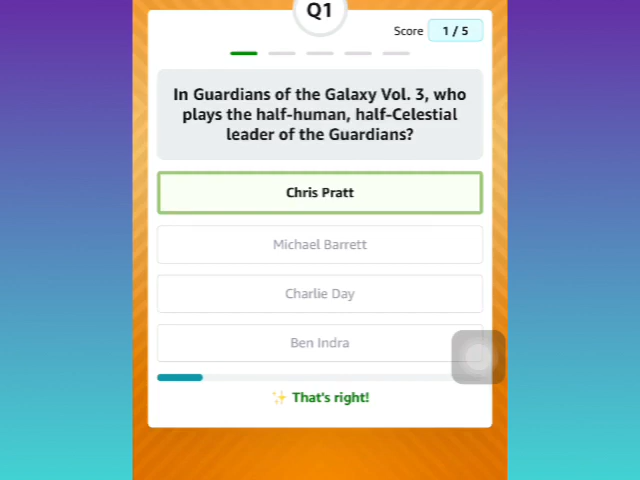 Q1
Score 1 / 5
In Guardians of the Galaxy Vol. 3, who
plays the half-human, half-Celestial
leader of the Guardians?
Chris Pratt
Michael Barrett
Charlie Day
Ben Indra
✨ That's right!